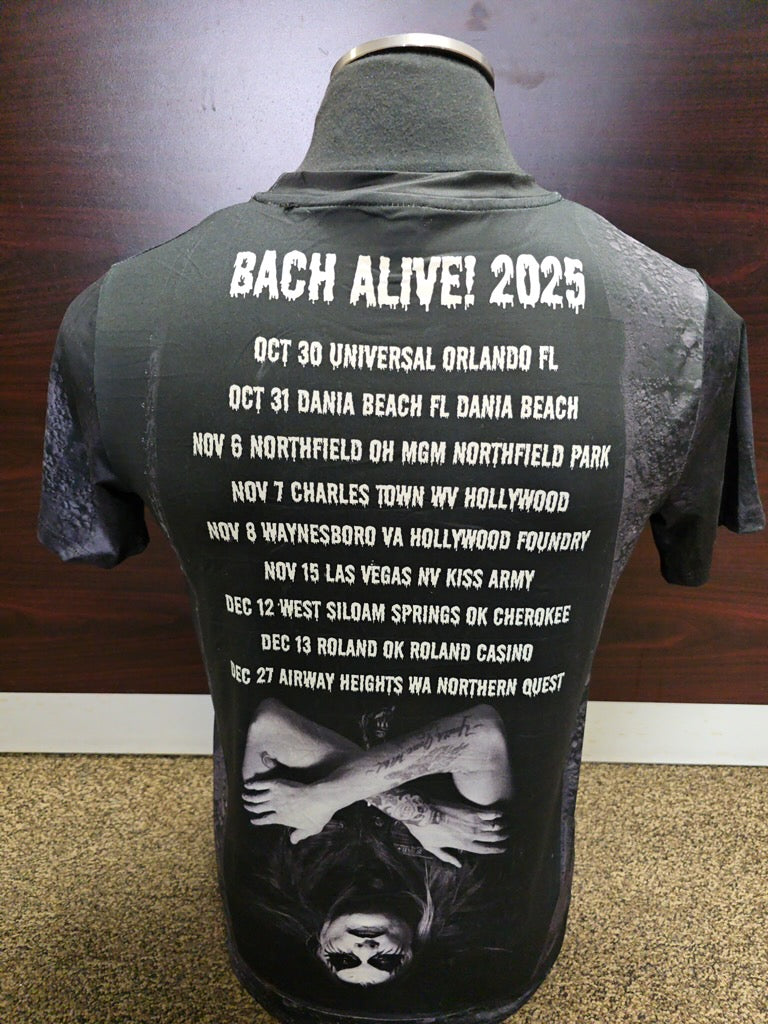 BACH ALIVE! 2025
OCT 30 UNIVERSAL ORLANDO FL
OCT 31 DANIA BEACH FL DANIA BEACH
NOV 6 NORTHFIELD OH MGM NORTHFIELD PARK
NOV 7 CHARLES TOWN WV HOLLYWOOD
NOV 8 WAYNESBORO VA HOLLYWOOD FOUNDRY
NOV 15 LAS VEGAS NV KISS ARMY
DEC 12 WEST SILOAM SPRINGS OK CHEROKEE
DEC 13 ROLAND OK ROLAND CASINO
DEC 27 AIRWAY HEIGHTS WA NORTHERN QUEST